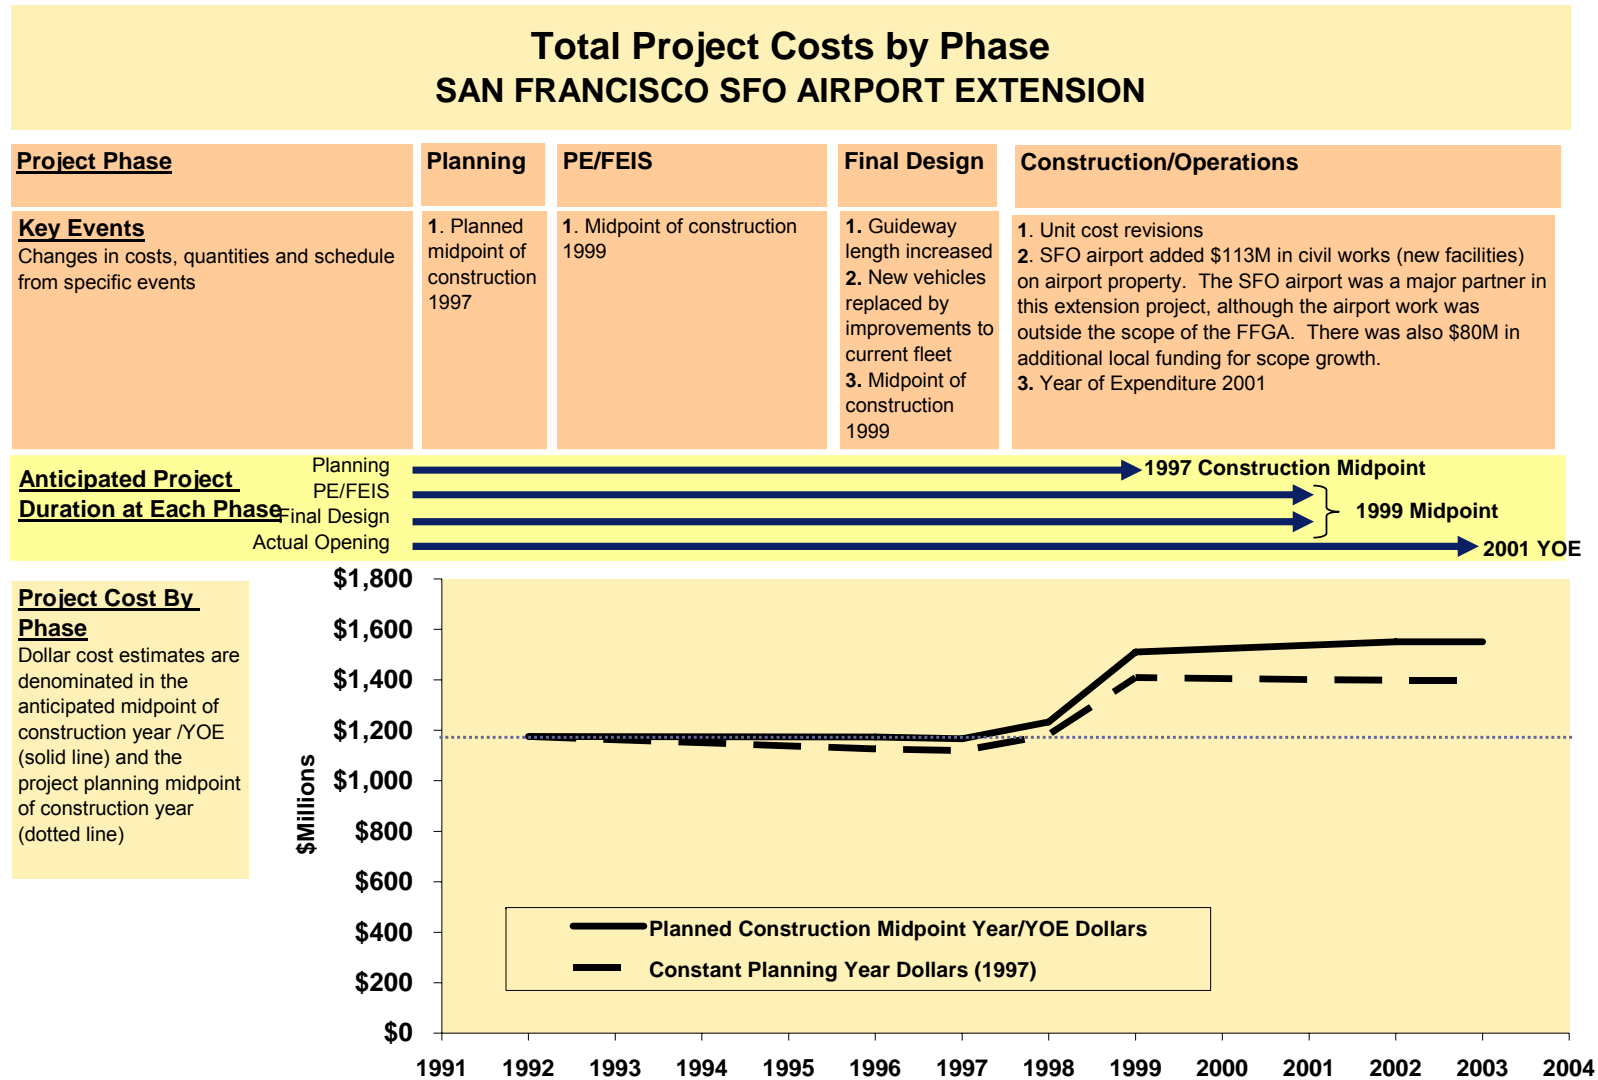 Total Project Costs by Phase
SAN FRANCISCO SFO AIRPORT EXTENSION
Project Phase
Planning
PE/FEIS
Final Design
Construction/Operations
Key Events
Changes in costs, quantities and schedule
from specific events
1. Planned
midpoint of
construction
1997
1. Midpoint of construction
1999
1. Guideway
length increased
2. New vehicles
replaced by
improvements to
current fleet
3. Midpoint of
construction
1999
1. Unit cost revisions
2. SFO airport added $113M in civil works (new facilities)
on airport property. The SFO airport was a major partner in
this extension project, although the airport work was
outside the scope of the FFGA. There was also $80M in
additional local funding for scope growth.
3. Year of Expenditure 2001
Anticipated Project
Duration at Each Phase
Planning
PE/FEIS
Final Design
Actual Opening
1997 Construction Midpoint
1999 Midpoint
2001 YOE
Project Cost By
Phase
Dollar cost estimates are
denominated in the
anticipated midpoint of
construction year /YOE
(solid line) and the
project planning midpoint
of construction year
(dotted line)
$Millions
$1,800
$1,600
$1,400
$1,200
$1,000
$800
$600
$400
$200
$0
Planned Construction Midpoint Year/YOE Dollars
Constant Planning Year Dollars (1997)
1991 1992 1993 1994 1995 1996 1997 1998 1999 2000 2001 2002 2003 2004